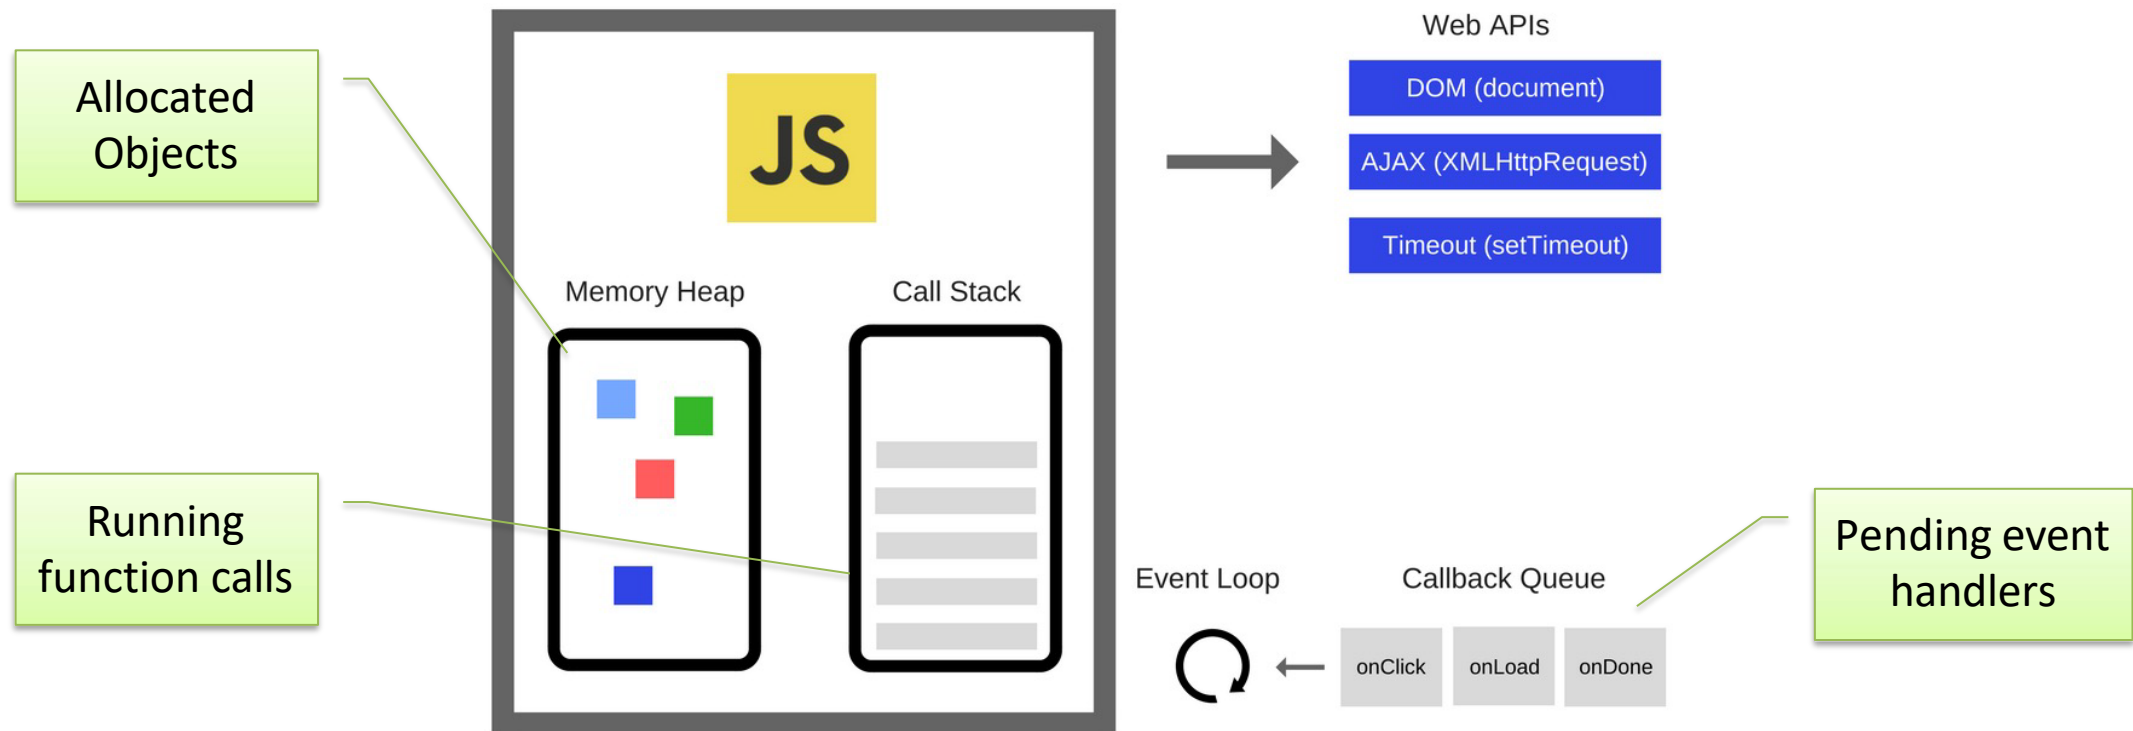 Allocated
Objects
Running
function calls
JS
Memory Heap
Call Stack
Web APIs
DOM (document)
AJAX (XMLHttpRequest)
Timeout (setTimeout)
Event Loop
Callback Queue
onClick
onLoad
onDone
Pending event
handlers